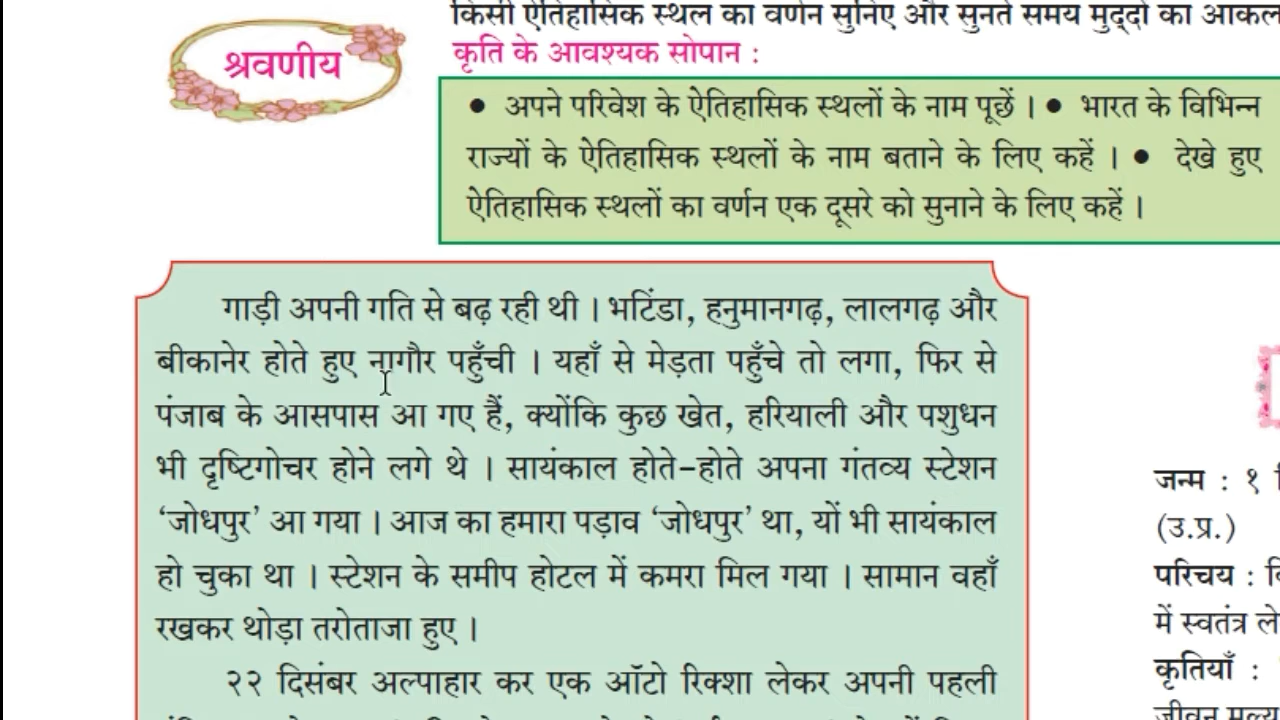 किसी ऐतिहासिक स्थल का वर्णन सुनिए और सुनते समय मुद्दों का आकल
श्रवणीय
कृति के आवश्यक सोपान :
● अपने परिवेश के ऐतिहासिक स्थलों के नाम पूछें । ● भारत के विभिन्न
राज्यों के ऐतिहासिक स्थलों के नाम बताने के लिए कहें । ● देखे हुए
ऐतिहासिक स्थलों का वर्णन एक दूसरे को सुनाने के लिए कहें ।
गाड़ी अपनी गति से बढ़ रही थी । भटिंडा, हनुमानगढ़, लालगढ़ और
बीकानेर होते हुए नागौर पहुँची । यहाँ से मेड़ता पहुँचे तो लगा, फिर से
पंजाब के आसपास आ गए हैं, क्योंकि कुछ खेत, हरियाली और पशुधन
भी दृष्टिगोचर होने लगे थे । सायंकाल होते-होते अपना गंतव्य स्टेशन
‘जोधपुर’ आ गया । आज का हमारा पड़ाव ‘जोधपुर’ था, यों भी सायंकाल
हो चुका था । स्टेशन के समीप होटल में कमरा मिल गया । सामान वहाँ
रखकर थोड़ा तरोताजा हुए ।
२२ दिसंबर अल्पाहार कर एक ऑटो रिक्शा लेकर अपनी पहली
जन्म : १
(उ.प्र.)
परिचय :
में स्वतंत्र ले
कृतियाँ :
जीवन मूल्य